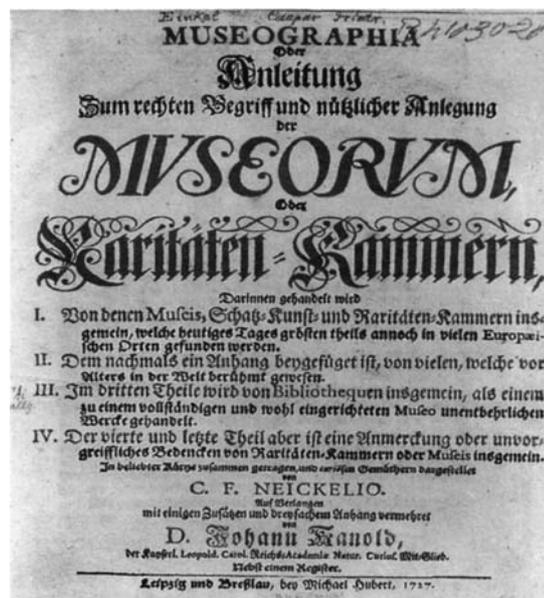 Einkel Caspar Friedr.
MUSEOGRAPHIA
Oder
Anleitung
Zum rechten Begriff und nützlicher Anlegung
der
MVSEORVM,
Oder
Raritäten-Kammern,
Darinnen gehandelt wird
I. Von denen Museis, Schatz-Kunst- und Raritäten-Kammern ins-
gemein, welche heutiges Tages grösten theils annoch in vielen Europæi-
schen Orten gefunden werden.
II. Dem nachmals ein Anhang beygefüget ist, von vielen, welche vor
Alters in der Welt berühmt gewesen.
III. Im dritten Theile wird von Bibliothequen insgemein, als einem
zu einem vollständigen und wohl eingerichteten Museo unentbehrlichen
Wercke gehandelt.
IV. Der vierte und letzte Theil aber ist eine Anmerckung oder unvor-
greiffliches Bedencken von Raritäten-Kammern oder Museis insgemein.
In beliebter Kürtze zusammen getragen, und curiösen Gemüthern dargestellet
von
C. F. NEICKELIO.
Auf Verlangen
mit einigen Zusätzen und dreyfachem Anhang vermehret
von
D. Johann Kanold,
der Kayserl. Leopold. Carol. Reichs-Academiæ Natur. Curios. Mit-Glied.
Nebst einem Register.
Leipzig und Breßlau, bey Michael Hubert, 1727.